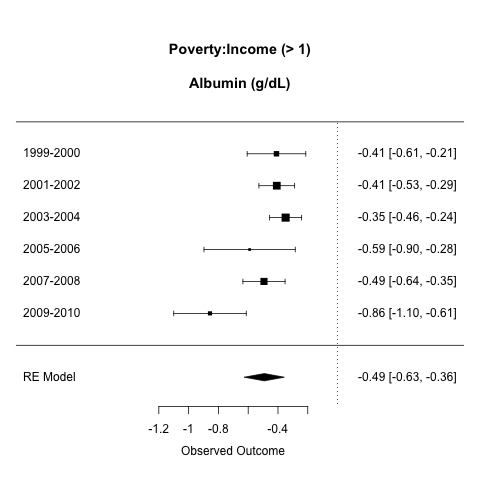 Poverty:Income (> 1)
Albumin (g/dL)
1999-2000 -0.41 [-0.61, -0.21]
2001-2002 -0.41 [-0.53, -0.29]
2003-2004 -0.35 [-0.46, -0.24]
2005-2006 -0.59 [-0.90, -0.28]
2007-2008 -0.49 [-0.64, -0.35]
2009-2010 -0.86 [-1.10, -0.61]
RE Model -0.49 [-0.63, -0.36]
-1.2 -1 -0.8 -0.4
Observed Outcome